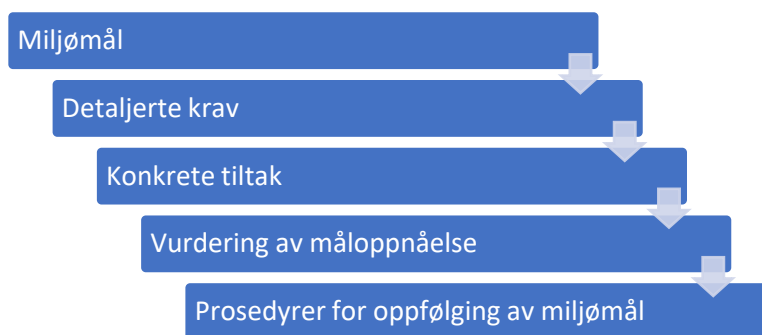 Miljømål
Detaljerte krav
Konkrete tiltak
Vurdering av måloppnåelse
Prosedyrer for oppfølging av miljømål